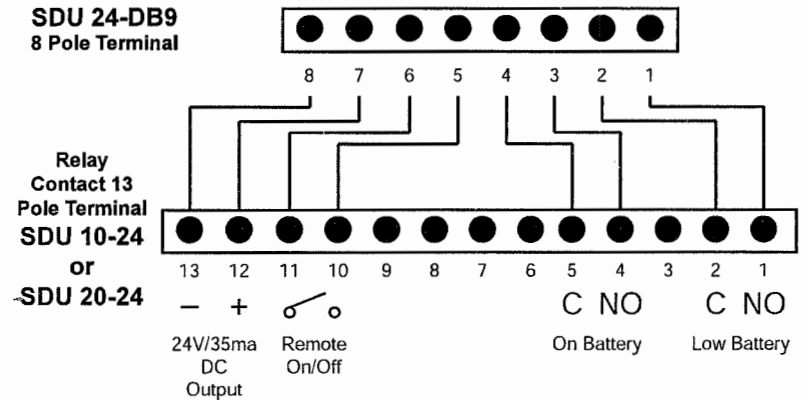 SDU 24-DB9
8 Pole Terminal
8 7 6 5 4 3 2 1
Relay
Contact 13
Pole Terminal
SDU 10-24
or
SDU 20-24
13 12 11 10 9 8 7 6 5 4 3 2 1
− +
C NO C NO
24V/35ma
DC
Output
Remote
On/Off
On Battery
Low Battery